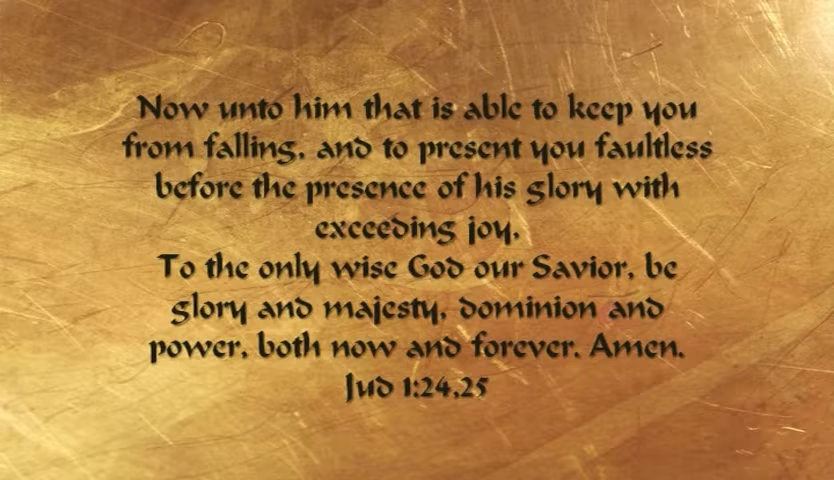 Now unto him that is able to keep you
from falling, and to present you faultless
before the presence of his glory with
exceeding joy,
To the only wise God our Savior, be
glory and majesty, dominion and
power, both now and forever. Amen.
Jud 1:24,25